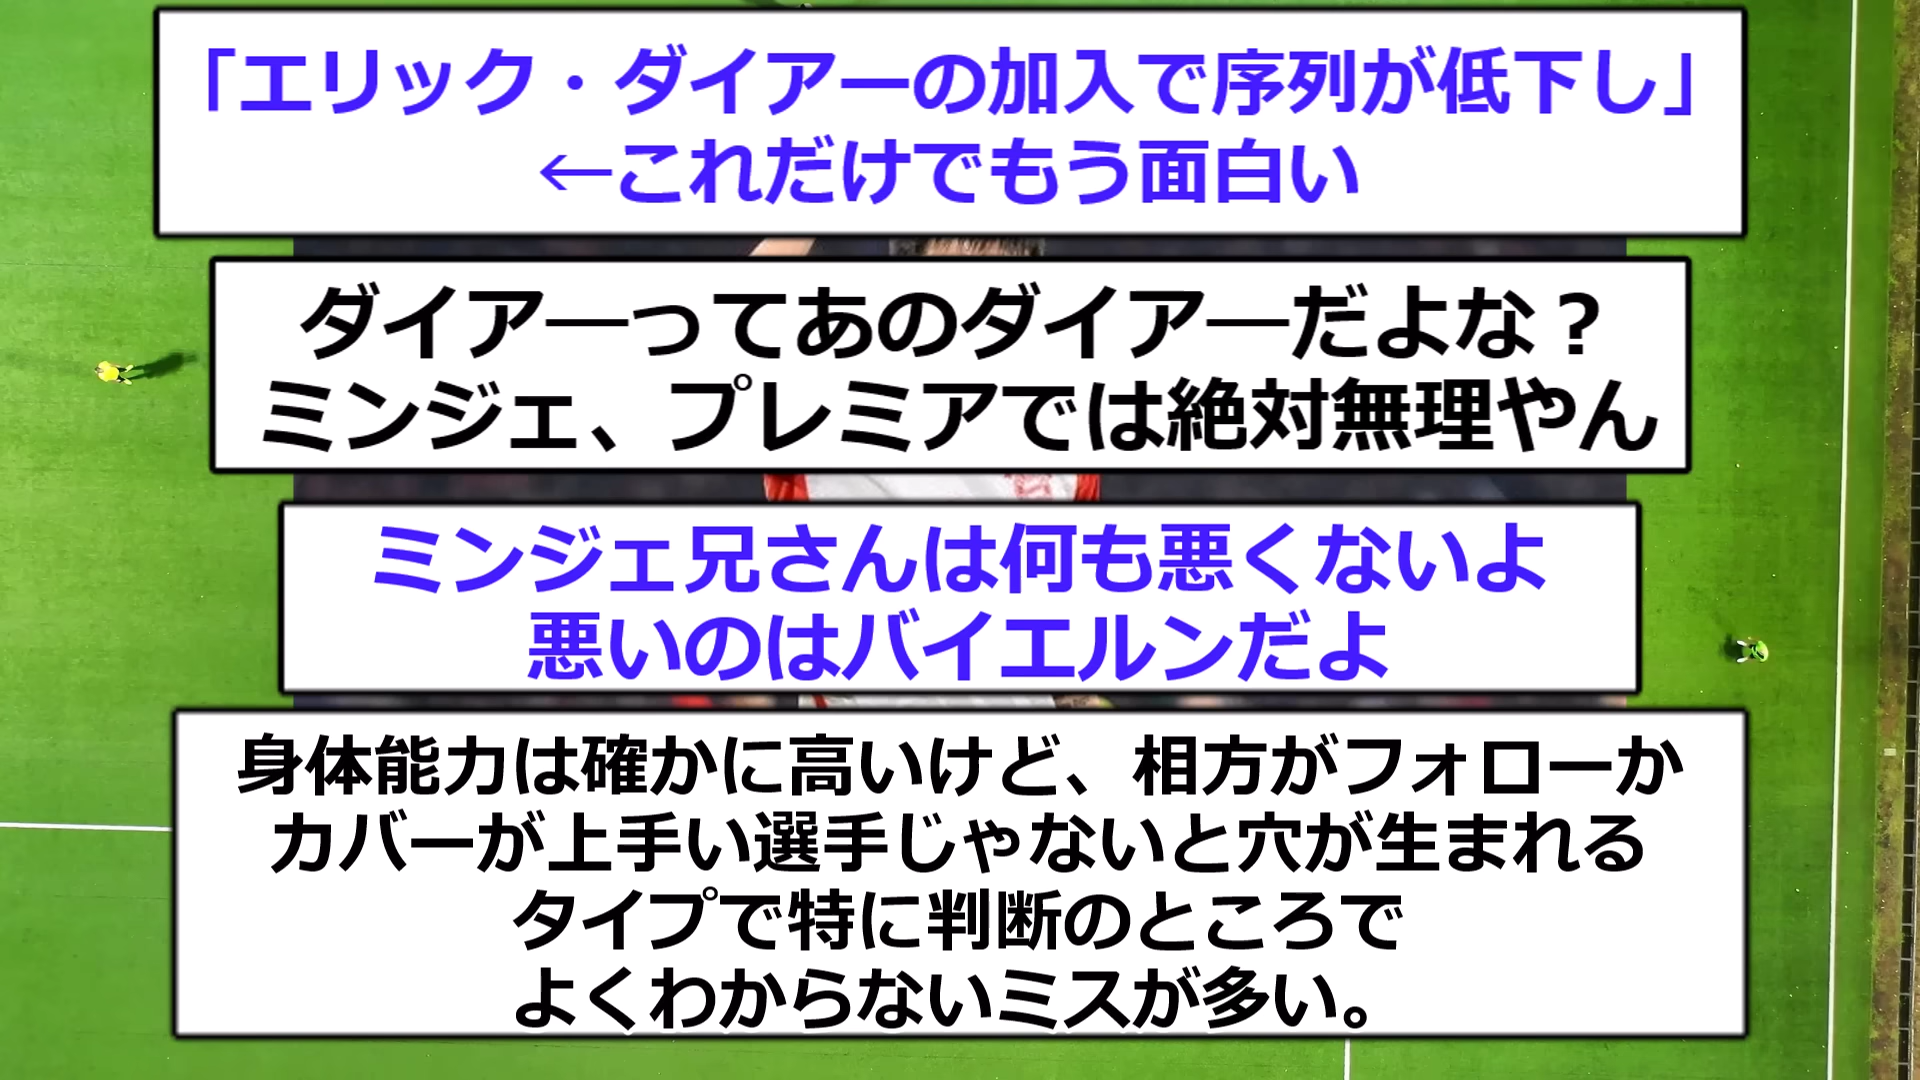 「エリック・ダイアーの加入で序列が低下し」
←これだけでもう面白い
ダイアーってあのダイアーだよな？
ミンジェ、プレミアでは絶対無理やん
ミンジェ兄さんは何も悪くないよ
悪いのはバイエルンだよ
身体能力は確かに高いけど、相方がフォローか
カバーが上手い選手じゃないと穴が生まれる
タイプで特に判断のところで
よくわからないミスが多い。